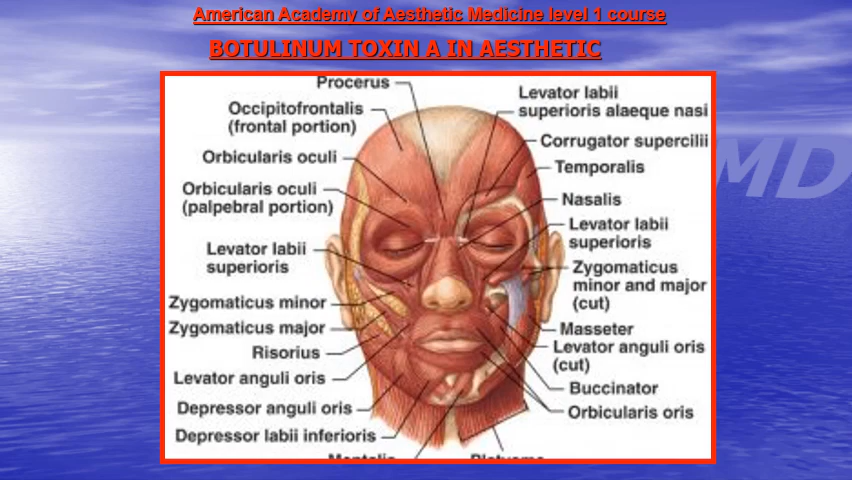 American Academy of Aesthetic Medicine level 1 course
BOTULINUM TOXIN A IN AESTHETIC
MD
Procerus
Occipitofrontalis
(frontal portion)
Orbicularis oculi
Orbicularis oculi
(palpebral portion)
Levator labii
superioris
Zygomaticus minor
Zygomaticus major
Risorius
Levator anguli oris
Depressor anguli oris
Depressor labii inferioris
Mentalis
Levator labii
superioris alaeque nasi
Corrugator supercilii
Temporalis
Nasalis
Levator labii
superioris
Zygomaticus
minor and major
(cut)
Masseter
Levator anguli oris
(cut)
Buccinator
Orbicularis oris
Platysma